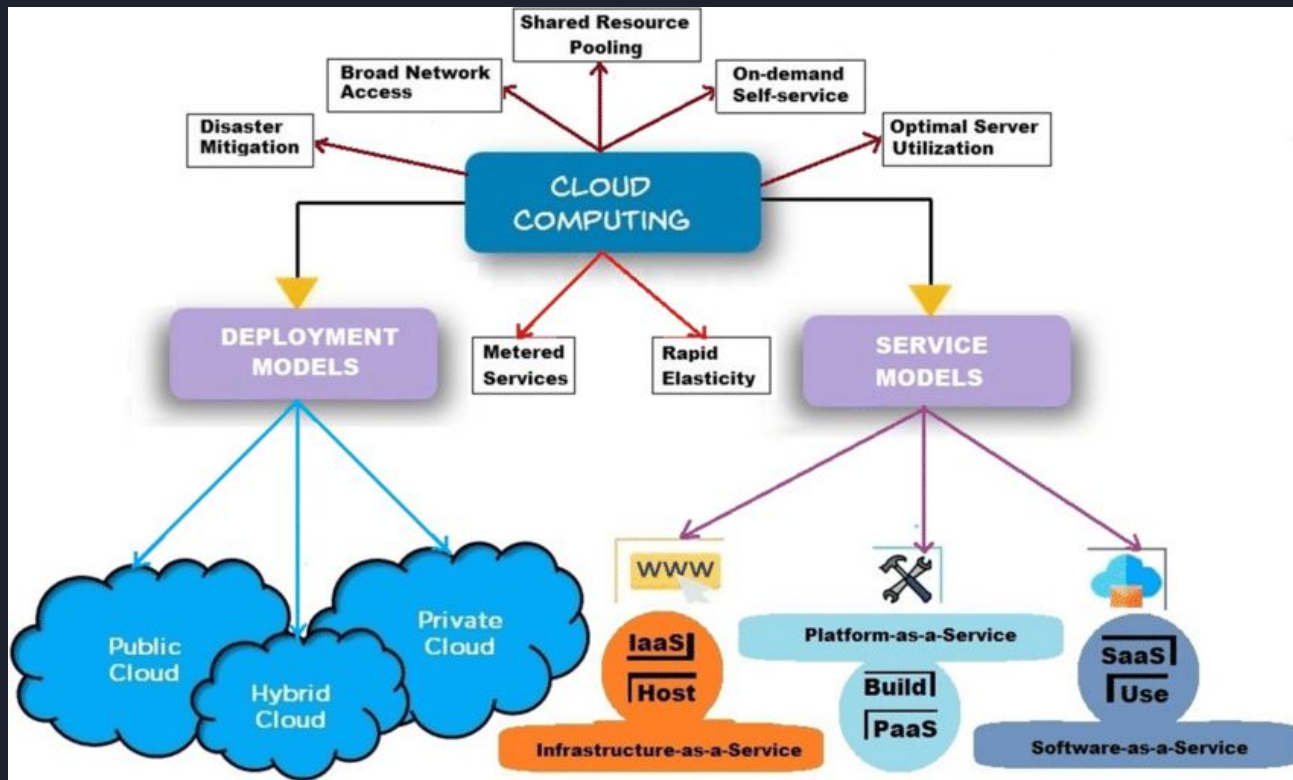 Shared Resource
Pooling
Broad Network
Access
On-demand
Self-service
Disaster
Mitigation
Optimal Server
Utilization
CLOUD
COMPUTING
DEPLOYMENT
MODELS
Metered
Services
Rapid
Elasticity
SERVICE
MODELS
Public
Cloud
Hybrid
Cloud
Private
Cloud
WWW
IaaS
Host
Infrastructure-as-a-Service
Platform-as-a-Service
Build
PaaS
SaaS
Use
Software-as-a-Service